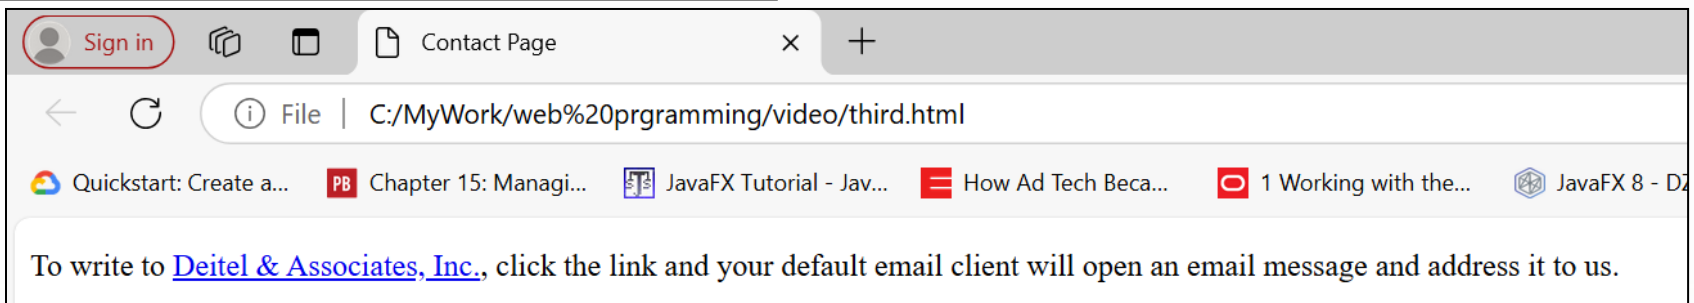 Sign in
Contact Page
File C:/MyWork/web%20prgramming/video/third.html
Quickstart: Create a... PB Chapter 15: Managi... JavaFX Tutorial - Jav... How Ad Tech Beca... 1 Working with the... JavaFX 8 - DZ
To write to Deitel & Associates, Inc., click the link and your default email client will open an email message and address it to us.